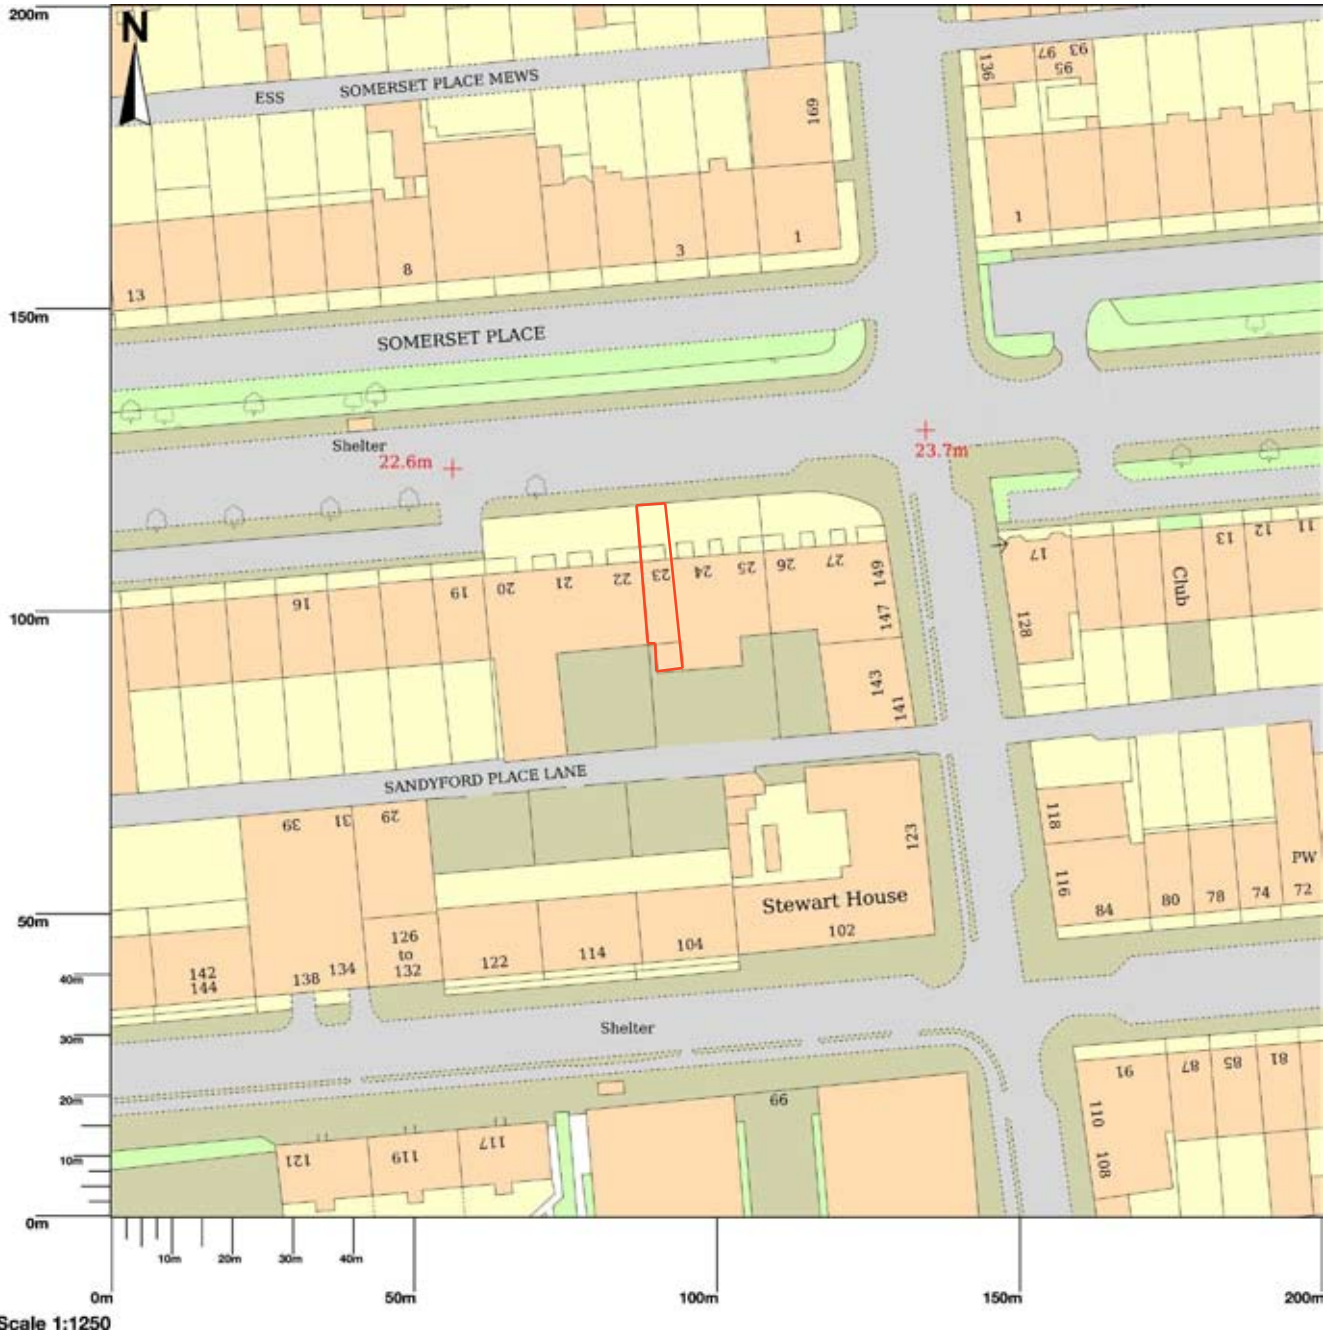 200m
N
SOMERSET PLACE MEWS
ESS
136
97
95
93
169
1
13
8
3
1
150m
SOMERSET PLACE
Shelter
22.6m
23.7m
100m
16
19
20
21
22
23
24
25
26
27
149
147
143
141
17
128
Club
13
12
11
SANDYFORD PLACE LANE
39
31
29
123
118
116
84
80
78
74
72
PW
Stewart House
102
50m
126
to
132
142
144
138
134
122
114
104
40m
30m
20m
10m
0m
Shelter
99
121
119
117
91
87
85
81
110
108
10m
20m
30m
40m
0m
50m
100m
150m
200m
Scale 1:1250